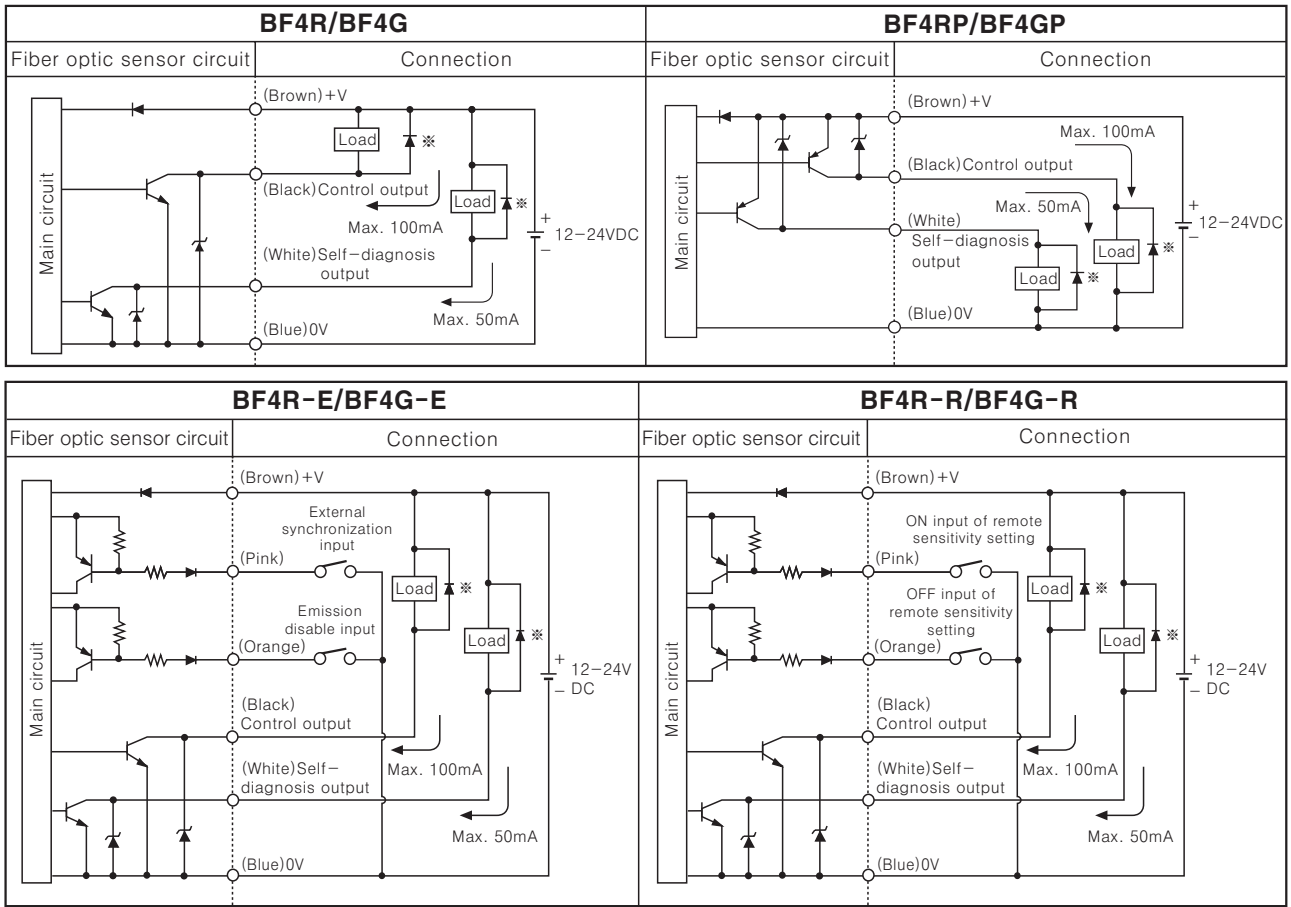 BF4R/BF4G
Fiber optic sensor circuit
Connection
Main circuit
(Brown)+V
Load
※
(Black)Control output
Max. 100mA
Load
※
+
12−24VDC
−
(White)Self−diagnosis
output
Max. 50mA
(Blue)0V
BF4RP/BF4GP
Fiber optic sensor circuit
Connection
Main circuit
(Brown)+V
Max. 100mA
(Black)Control output
Max. 50mA
(White)
Self−diagnosis
output
Load
※
Load
※
+
12−24VDC
−
(Blue)0V
BF4R-E/BF4G-E
Fiber optic sensor circuit
Connection
Main circuit
(Brown)+V
External
synchronization
input
(Pink)
Load
※
Emission
disable input
(Orange)
Load
※
+
12−24V
− DC
(Black)
Control output
Max. 100mA
(White)Self−
diagnosis output
Max. 50mA
(Blue)0V
BF4R-R/BF4G-R
Fiber optic sensor circuit
Connection
Main circuit
(Brown)+V
ON input of remote
sensitivity setting
(Pink)
Load
※
OFF input of
remote sensitivity
setting
(Orange)
Load
※
+
12−24V
− DC
(Black)
Control output
Max. 100mA
(White)Self−
diagnosis output
Max. 50mA
(Blue)0V